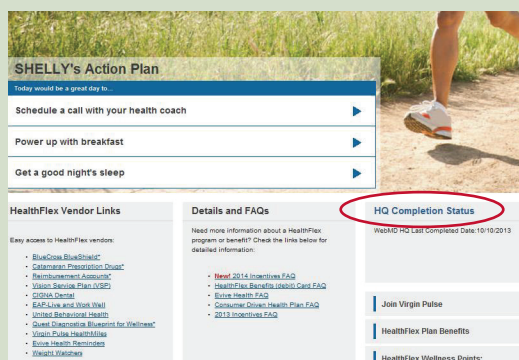 SHELLY's Action Plan
Today would be a great day to...
Schedule a call with your health coach
Power up with breakfast
Get a good night's sleep
HealthFlex Vendor Links
Easy access to HealthFlex vendors:
BlueCross BlueShield*
Catamaran Prescription Drugs*
Reimbursement Accounts*
Vision Service Plan (VSP)
CIGNA Dental
EAP-Live and Work Well
United Behavioral Health
Quest Diagnostics Blueprint for Wellness*
Virgin Pulse HealthMiles
Evive Health Reminders
Weight Watchers
Details and FAQs
Need more information about a HealthFlex
program or benefit? Check the links below for
detailed information:
New! 2014 Incentives FAQ
HealthFlex Benefits (debit) Card FAQ
Evive Health FAQ
Consumer Driven Health Plan FAQ
2013 Incentives FAQ
HQ Completion Status
WebMD HQ Last Completed Date:10/10/2013
Join Virgin Pulse
HealthFlex Plan Benefits
HealthFlex Wellness Points: